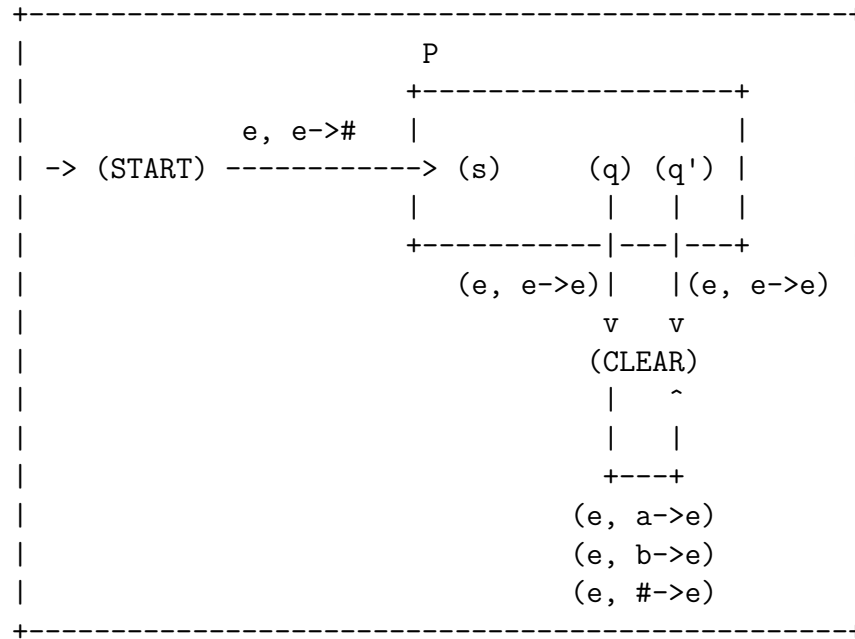 P
e, e->#
-> (START) ------------> (s) (q) (q')
(e, e->e) (e, e->e)
v v
(CLEAR)
^
(e, a->e)
(e, b->e)
(e, #->e)